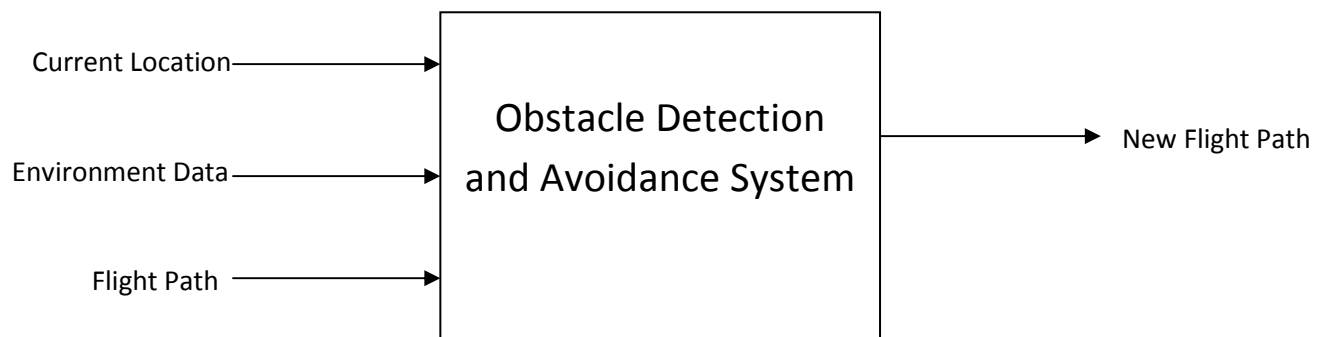 Current Location
Environment Data
Flight Path
Obstacle Detection
and Avoidance System
New Flight Path